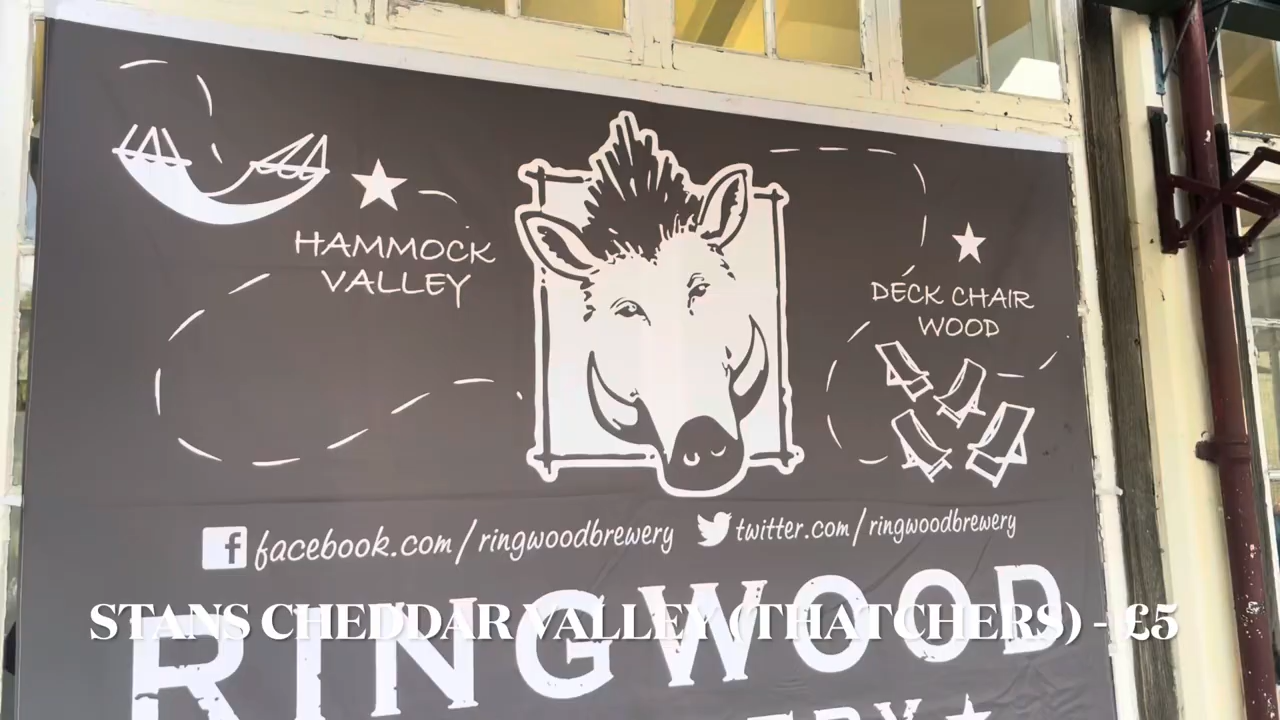 HAMMOCK
VALLEY
DECK CHAIR
WOOD
facebook.com/ringwoodbrewery
twitter.com/ringwoodbrewery
STANS CHEDDAR VALLEY (THATCHERS) - £5
RINGWOOD